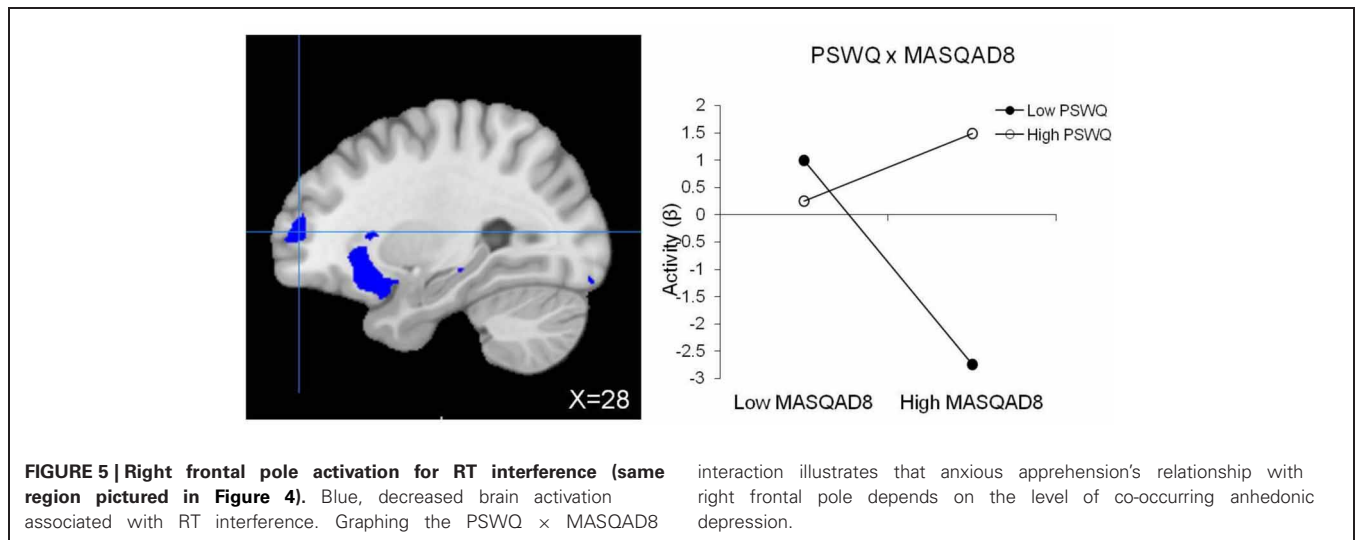 X=28
PSWQ x MASQAD8
Low PSWQ
High PSWQ
Activity (β)
2
1.5
1
0.5
0
-0.5
-1
-1.5
-2
-2.5
-3
Low MASQAD8 High MASQAD8
FIGURE 5 | Right frontal pole activation for RT interference (same
region pictured in Figure 4). Blue, decreased brain activation
associated with RT interference. Graphing the PSWQ × MASQAD8
interaction illustrates that anxious apprehension's relationship with
right frontal pole depends on the level of co-occurring anhedonic
depression.